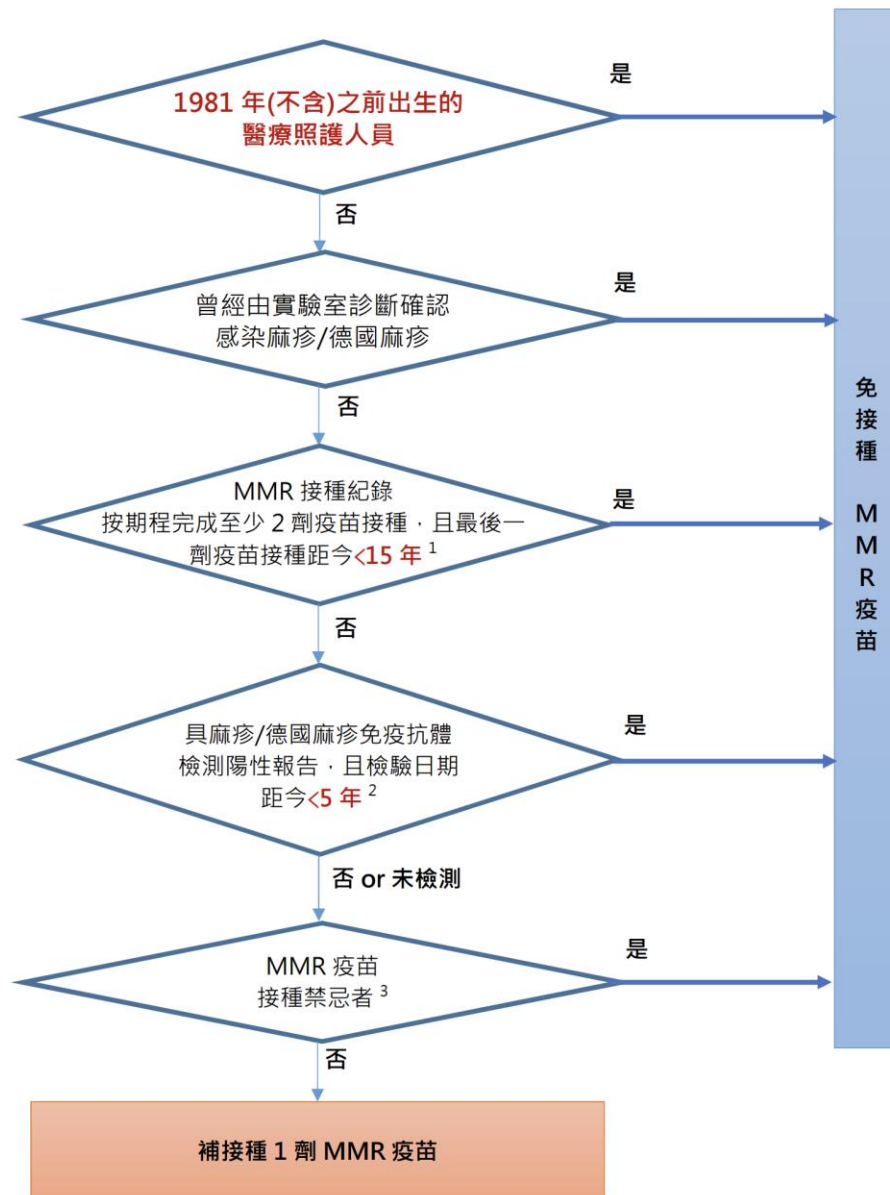 1981 年(不含)之前出生的
醫療照護人員
是
否
曾經由實驗室診斷確認
感染麻疹/德國麻疹
是
否
MMR 接種紀錄
按期程完成至少 2 劑疫苗接種，且最後一
劑疫苗接種距今<15 年 1
是
否
具麻疹/德國麻疹免疫抗體
檢測陽性報告，且檢驗日期
距今<5 年 2
是
否 or 未檢測
MMR 疫苗
接種禁忌者 3
是
否
補接種 1 劑 MMR 疫苗
免接種 MMR疫苗